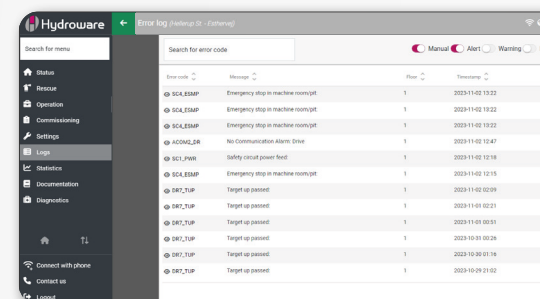 Hydroware
Error log (Hellerup St - Esthervej)
Search for menu
Status
Rescue
Operation
Commissioning
Settings
Logs
Statistics
Documentation
Diagnostics
Connect with phone
Contact us
Logout
Search for error code
Manual
Alert
Warning
Error code
Message
Floor
Timestamp
SC4_ESMP Emergency stop in machine room/pit: 1 2023-11-02 13:22
SC4_ESMP Emergency stop in machine room/pit: 1 2023-11-02 13:22
SC4_ESMP Emergency stop in machine room/pit: 1 2023-11-02 13:22
ACOM2_DR No Communication Alarm: Drive 1 2023-11-02 12:47
SC1_PWR Safety circuit power feed: 1 2023-11-02 12:18
SC4_ESMP Emergency stop in machine room/pit: 1 2023-11-02 12:15
DR7_TUP Target up passed: 1 2023-11-02 02:09
DR7_TUP Target up passed: 1 2023-11-01 02:21
DR7_TUP Target up passed: 1 2023-11-01 00:51
DR7_TUP Target up passed: 1 2023-10-31 00:26
DR7_TUP Target up passed: 1 2023-10-30 01:16
DR7_TUP Target up passed: 1 2023-10-29 21:02